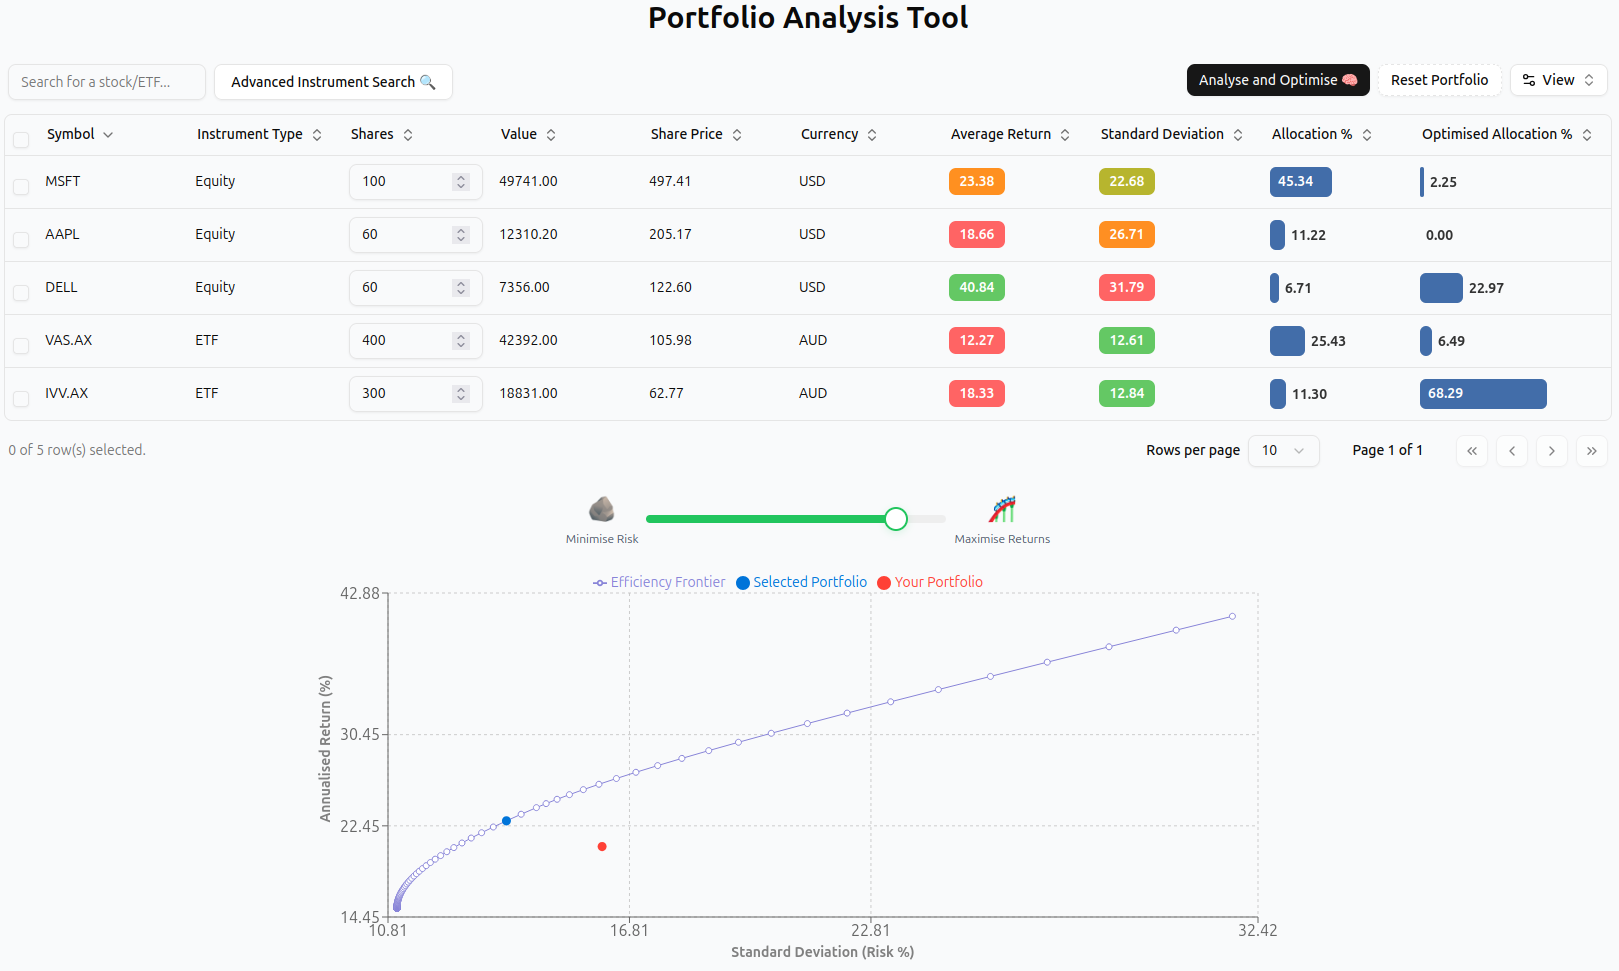 Portfolio Analysis Tool
Search for a stock/ETF...
Advanced Instrument Search
Analyse and Optimise
Reset Portfolio
View
Symbol Instrument Type Shares Value Share Price Currency Average Return Standard Deviation Allocation % Optimised Allocation %
MSFT Equity 100 49741.00 497.41 USD 23.38 22.68 45.34 2.25
AAPL Equity 60 12310.20 205.17 USD 18.66 26.71 11.22 0.00
DELL Equity 60 7356.00 122.60 USD 40.84 31.79 6.71 22.97
VAS.AX ETF 400 42392.00 105.98 AUD 12.27 12.61 25.43 6.49
IVV.AX ETF 300 18831.00 62.77 AUD 18.33 12.84 11.30 68.29
0 of 5 row(s) selected.
Rows per page 10 Page 1 of 1
Minimise Risk
Maximise Returns
Efficiency Frontier Selected Portfolio Your Portfolio
42.88
30.45
22.45
14.45
Annualised Return (%)
10.81 16.81 22.81 32.42
Standard Deviation (Risk %)